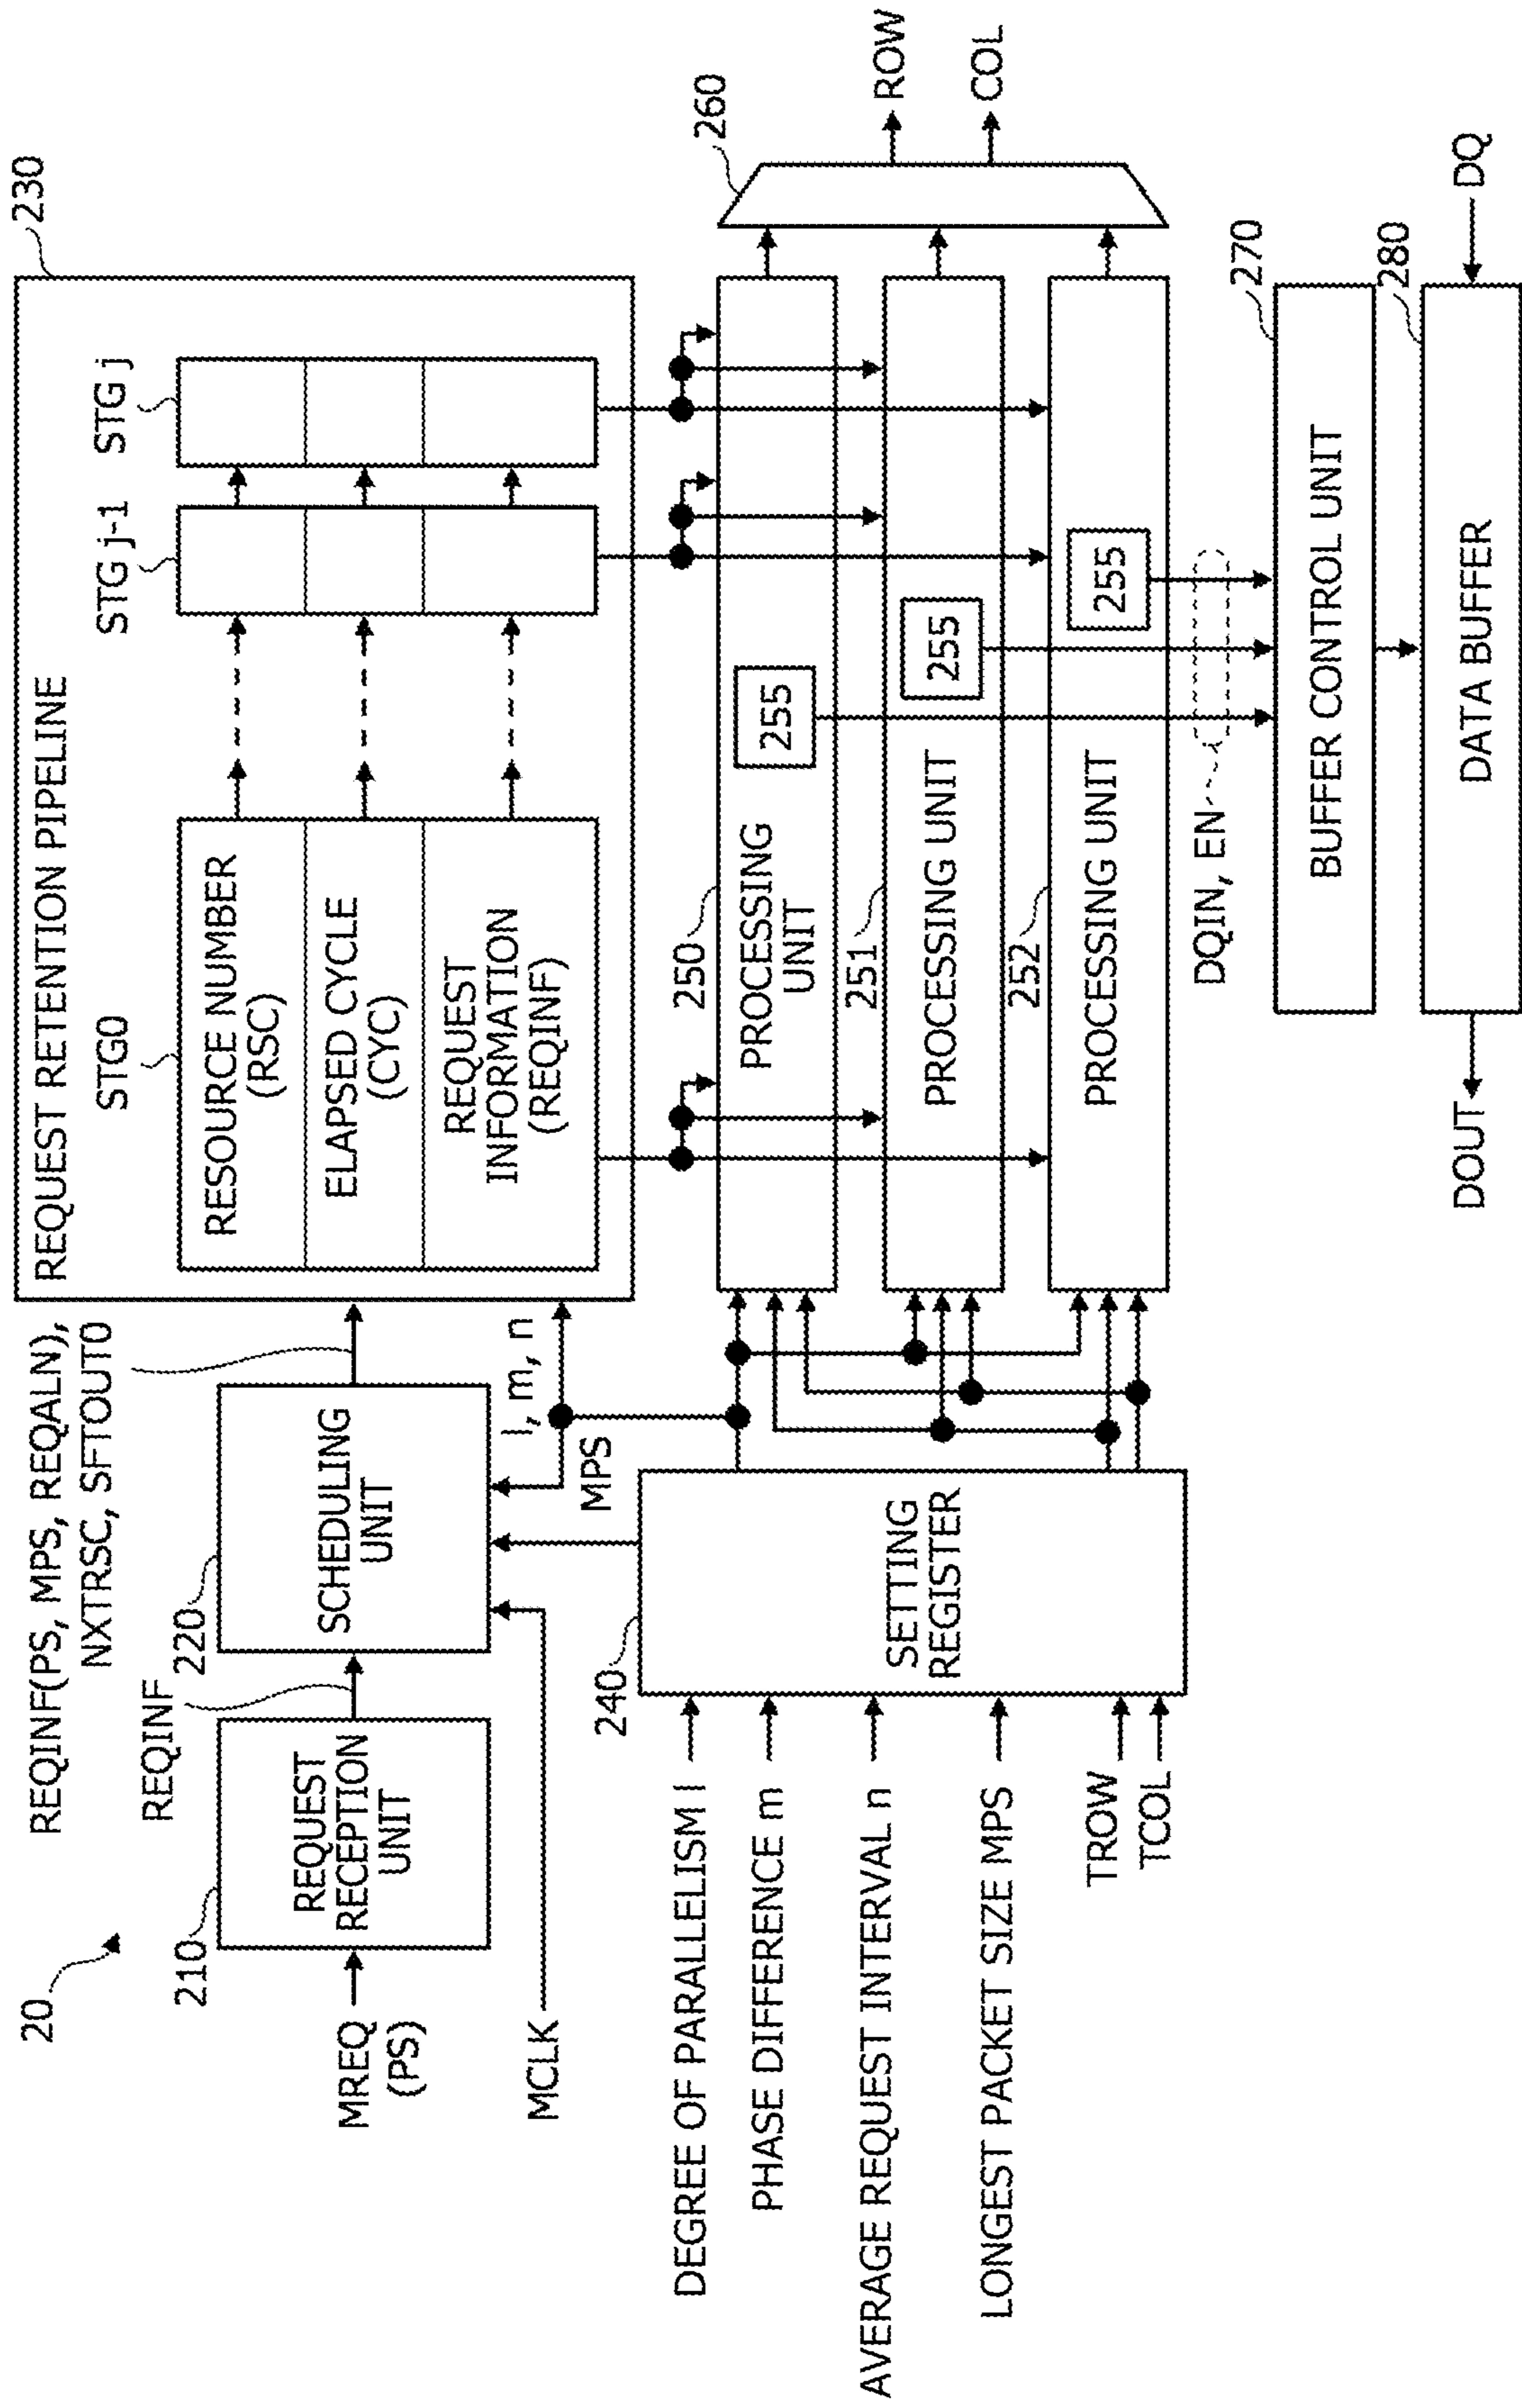 20
REQINF(PS, MPS, REQALN),
NXTRSC, SFTOUT0
REQINF
MREQ
(PS)
210
REQUEST
RECEPTION
UNIT
220
SCHEDULING
UNIT
MCLK
l, m, n
MPS
230
REQUEST RETENTION PIPELINE
STG0
STG j-1
STG j
RESOURCE NUMBER
(RSC)
ELAPSED CYCLE
(CYC)
REQUEST
INFORMATION
(REQINF)
DEGREE OF PARALLELISM l
PHASE DIFFERENCE m
AVERAGE REQUEST INTERVAL n
LONGEST PACKET SIZE MPS
TROW
TCOL
240
SETTING
REGISTER
250
PROCESSING
UNIT
255
251
PROCESSING UNIT
255
252
PROCESSING UNIT
255
260
ROW
COL
DQIN, EN
270
BUFFER CONTROL UNIT
280
DATA BUFFER
DOUT
DQ